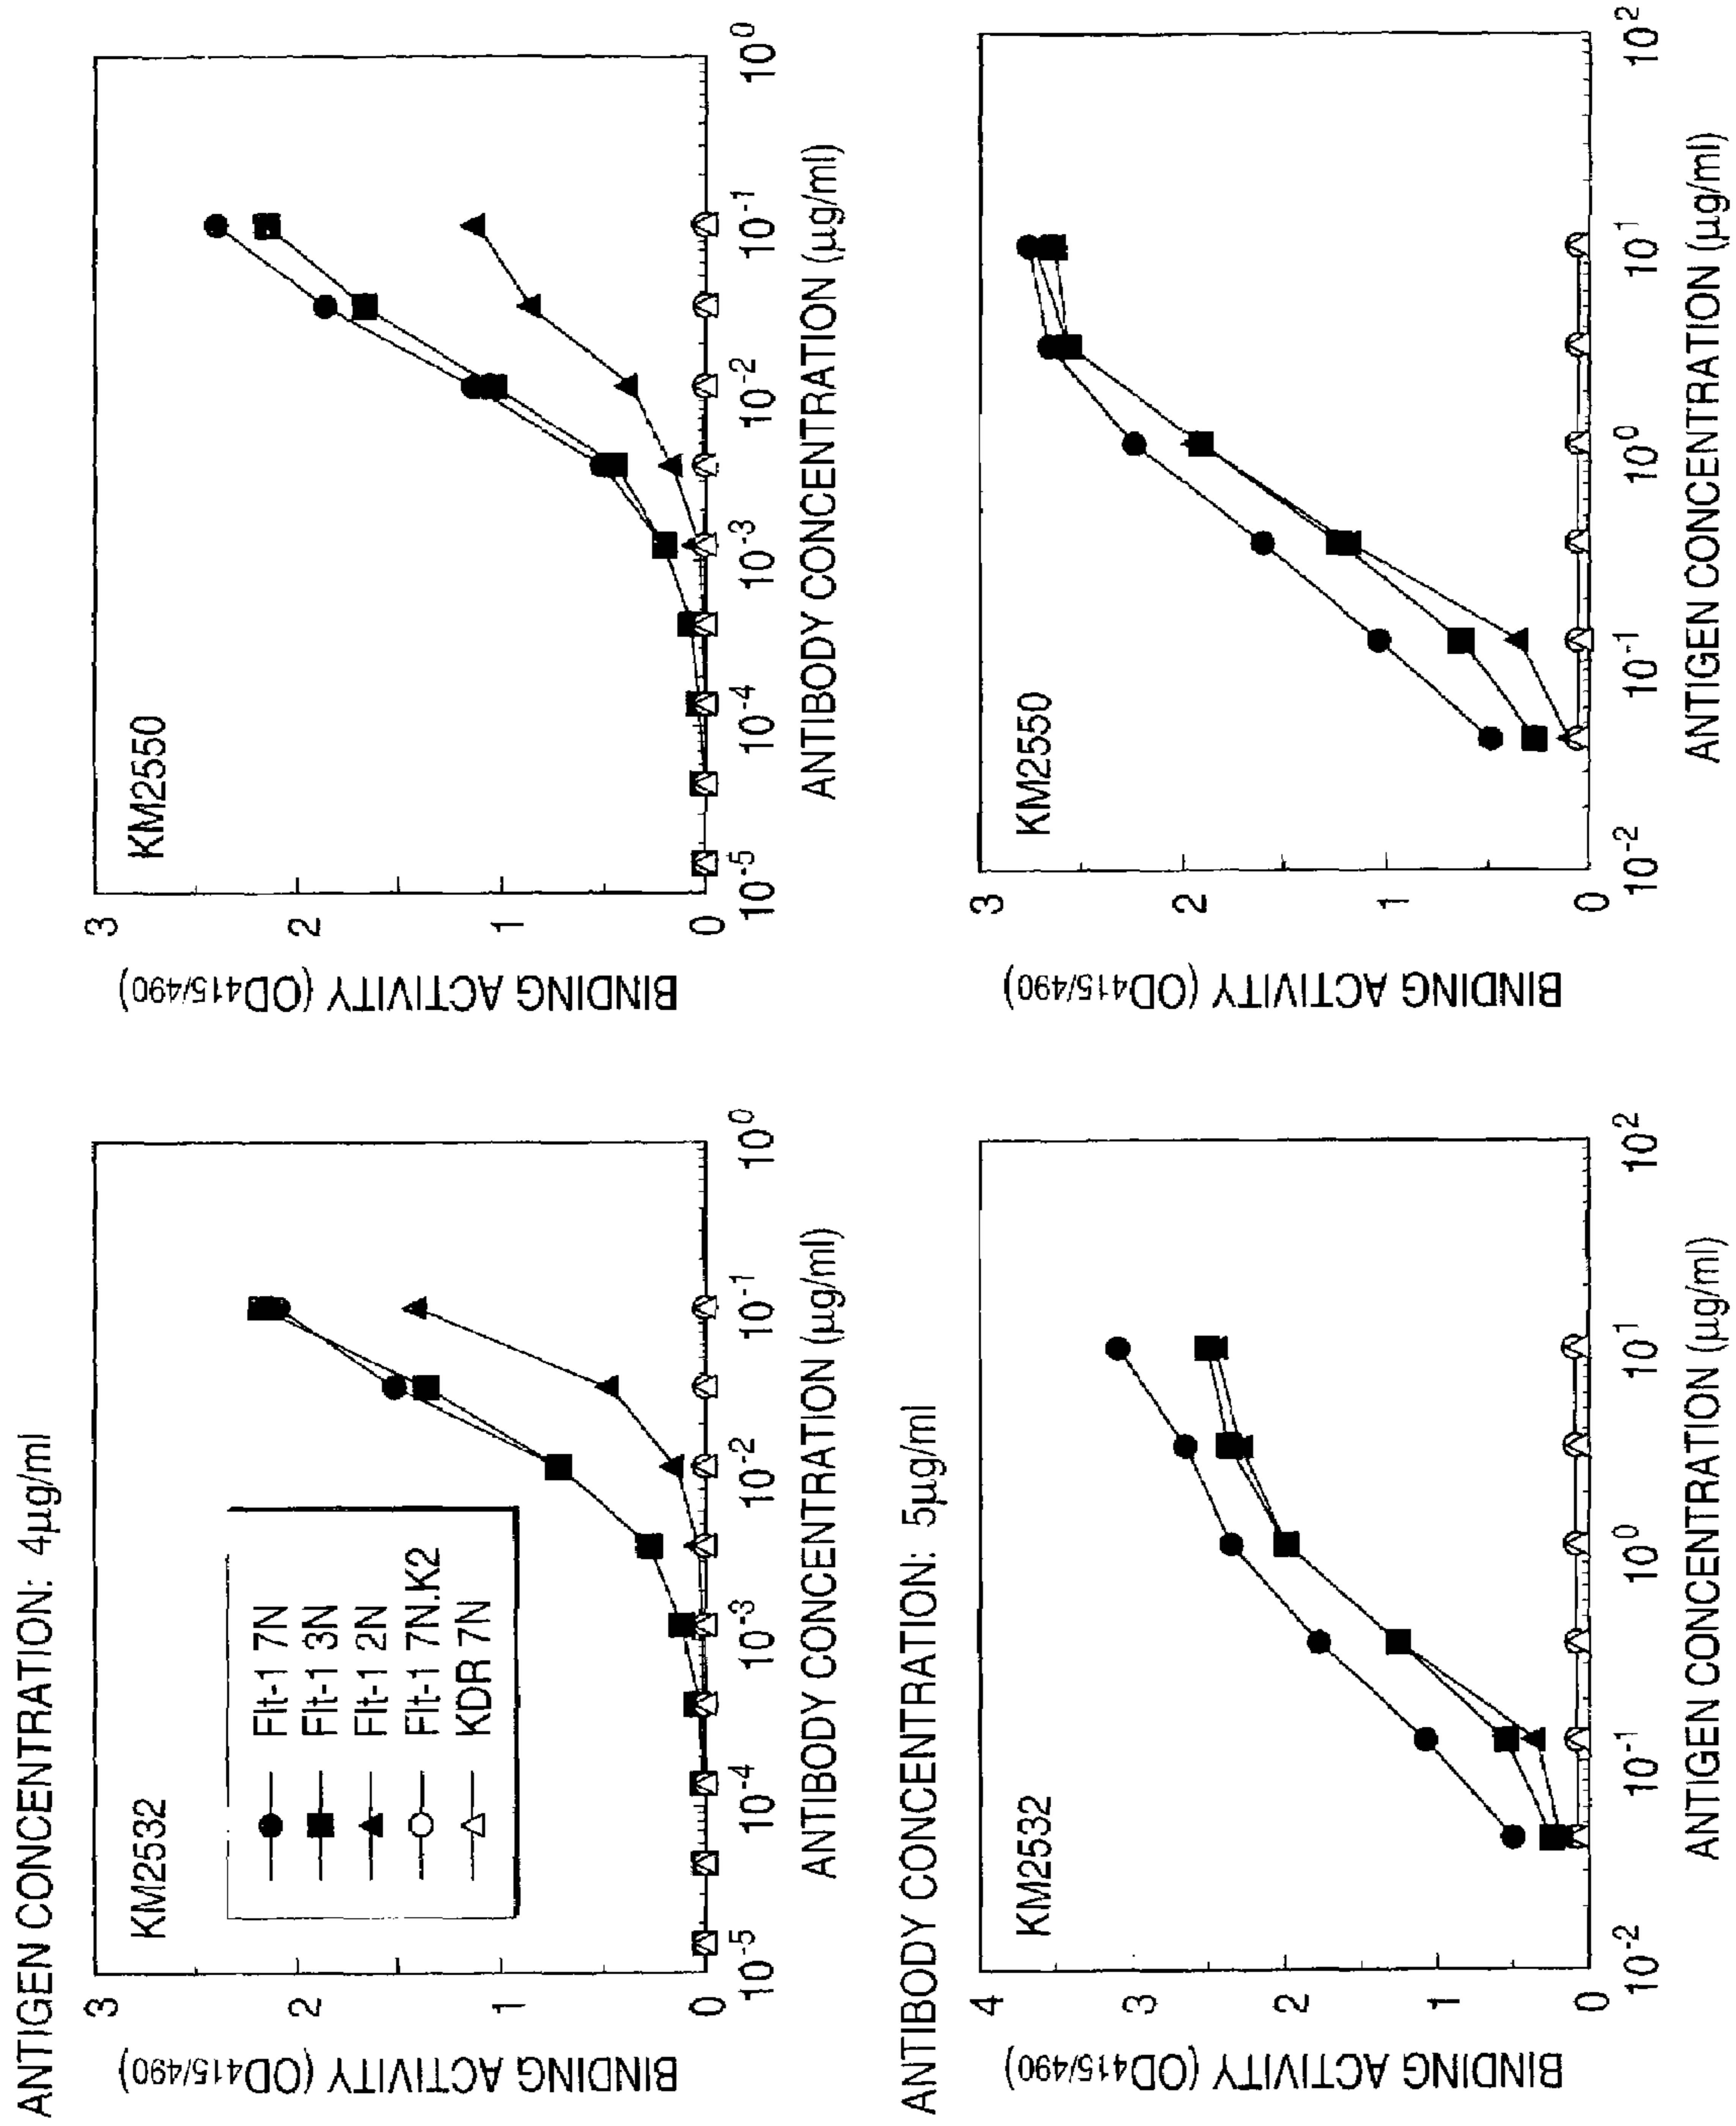 ANTIGEN CONCENTRATION: 4µg/ml
KM2532
Flt-1 7N
Flt-1 3N
Flt-1 2N
Flt-1 7N.K2
KDR 7N
BINDING ACTIVITY (OD415/490)
3
2
1
0
10-5
10-4
10-3
10-2
10-1
100
ANTIBODY CONCENTRATION (µg/ml)
KM2550
BINDING ACTIVITY (OD415/490)
3
2
1
0
10-5
10-4
10-3
10-2
10-1
100
ANTIBODY CONCENTRATION (µg/ml)
ANTIBODY CONCENTRATION: 5µg/ml
KM2532
BINDING ACTIVITY (OD415/490)
4
3
2
1
0
10-2
10-1
100
101
102
ANTIGEN CONCENTRATION (µg/ml)
KM2550
BINDING ACTIVITY (OD415/490)
3
2
1
0
10-2
10-1
100
101
102
ANTIGEN CONCENTRATION (µg/ml)